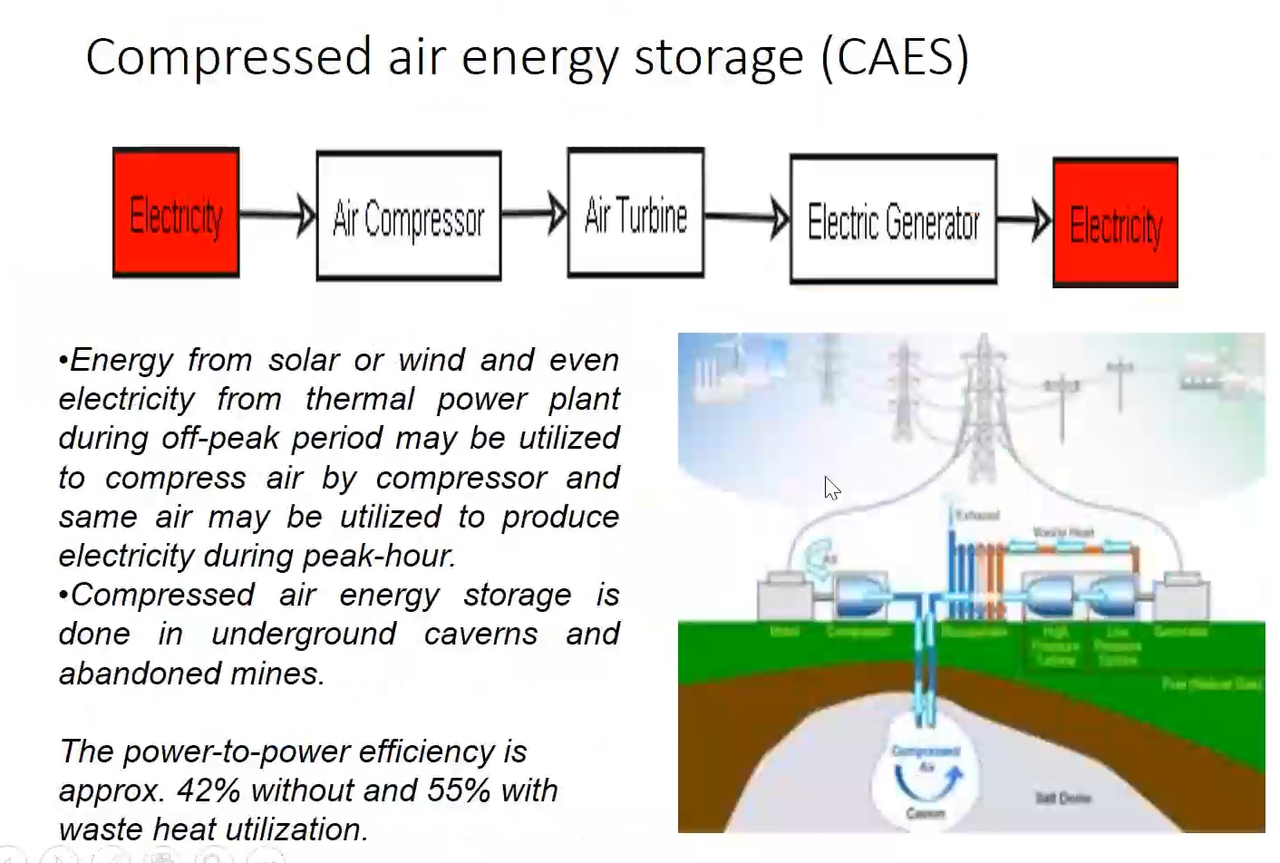 Compressed air energy storage (CAES)
Electricity
Air Compressor
Air Turbine
Electric Generator
Electricity
•Energy from solar or wind and even
electricity from thermal power plant
during off-peak period may be utilized
to compress air by compressor and
same air may be utilized to produce
electricity during peak-hour.
•Compressed air energy storage is
done in underground caverns and
abandoned mines.
The power-to-power efficiency is
approx. 42% without and 55% with
waste heat utilization.
Exhaust
Waste Heat
Air
Motor
Compressor
Recuperator
High
Pressure
Turbine
Low
Pressure
Turbine
Generator
Fuel (Natural Gas)
Compressed
Air
Cavern
Salt Dome